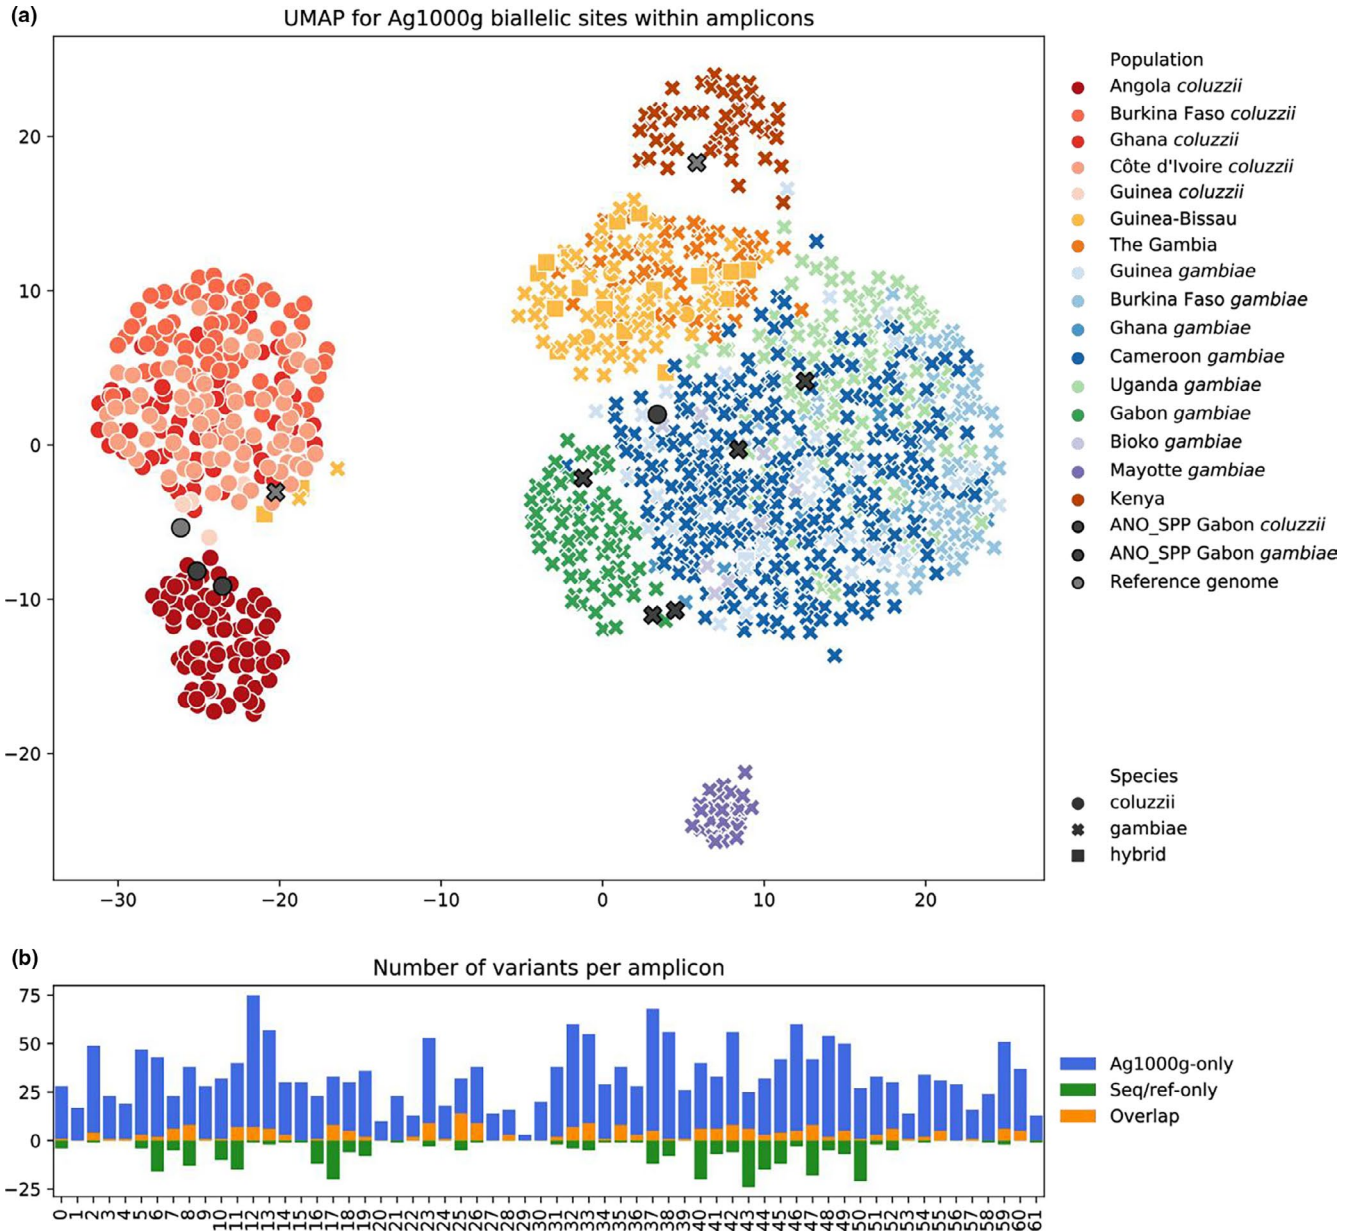 (a)
UMAP for Ag1000g biallelic sites within amplicons
20
10
0
−10
−20
−30
−20
−10
0
10
20
Population
Angola coluzzii
Burkina Faso coluzzii
Ghana coluzzii
Côte d'Ivoire coluzzii
Guinea coluzzii
Guinea-Bissau
The Gambia
Guinea gambiae
Burkina Faso gambiae
Ghana gambiae
Cameroon gambiae
Uganda gambiae
Gabon gambiae
Bioko gambiae
Mayotte gambiae
Kenya
ANO_SPP Gabon coluzzii
ANO_SPP Gabon gambiae
Reference genome
Species
coluzzii
gambiae
hybrid
(b)
Number of variants per amplicon
75
50
25
0
−25
0 1 2 3 4 5 6 7 8 9 10 11 12 13 14 15 16 17 18 19 20 21 22 23 24 25 26 27 28 29 30 31 32 33 34 35 36 37 38 39 40 41 42 43 44 45 46 47 48 49 50 51 52 53 54 55 56 57 58 59 60 61
Ag1000g-only
Seq/ref-only
Overlap